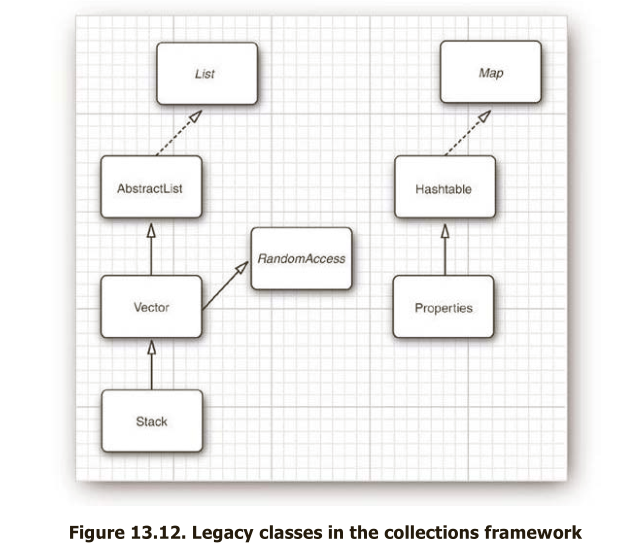 List
Map
AbstractList
Hashtable
RandomAccess
Vector
Properties
Stack
Figure 13.12. Legacy classes in the collections framework